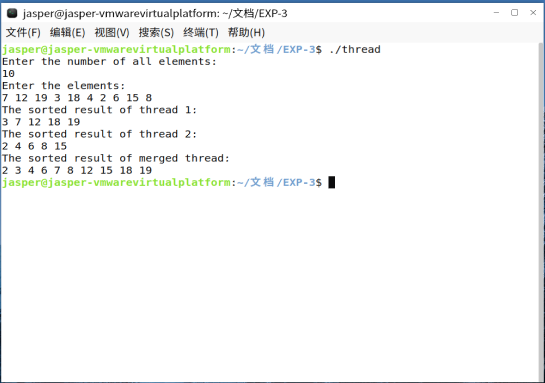 jasper@jasper-vmwarevirtualplatform: ~/文档/EXP-3
文件(F) 编辑(E) 视图(V) 搜索(S) 终端(T) 帮助(H)
jasper@jasper-vmwarevirtualplatform:~/文档/EXP-3$ ./thread
Enter the number of all elements:
10
Enter the elements:
7 12 19 3 18 4 2 6 15 8
The sorted result of thread 1:
3 7 12 18 19
The sorted result of thread 2:
2 4 6 8 15
The sorted result of merged thread:
2 3 4 6 7 8 12 15 18 19
jasper@jasper-vmwarevirtualplatform:~/文档/EXP-3$